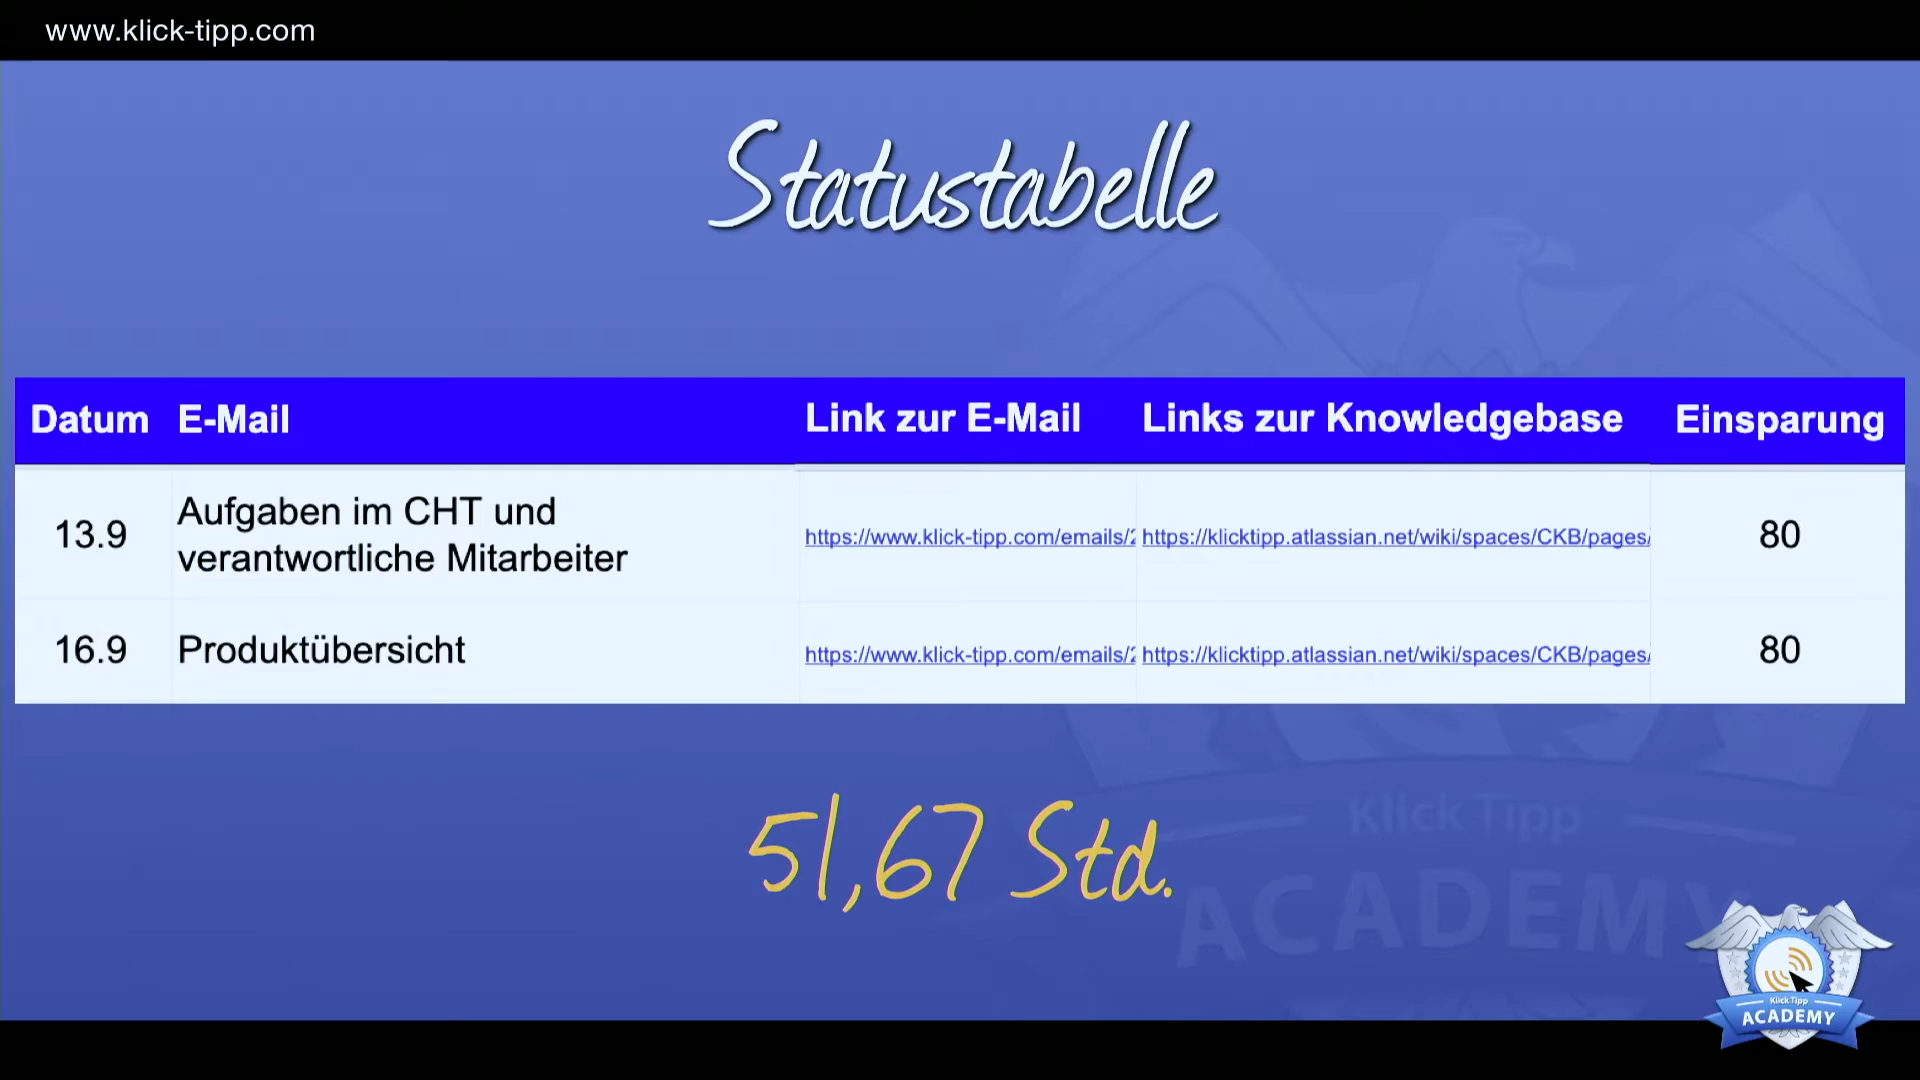 www.klick-tipp.com
Statustabelle
Datum E-Mail Link zur E-Mail Links zur Knowledgebase Einsparung
13.9 Aufgaben im CHT und verantwortliche Mitarbeiter https://www.klick-tipp.com/emails/2 https://klicktipp.atlassian.net/wiki/spaces/CKB/pages/ 80
16.9 Produktübersicht https://www.klick-tipp.com/emails/2 https://klicktipp.atlassian.net/wiki/spaces/CKB/pages/ 80
51,67 Std.
Klick Tipp
ACADEMY
Klick Tipp
ACADEMY